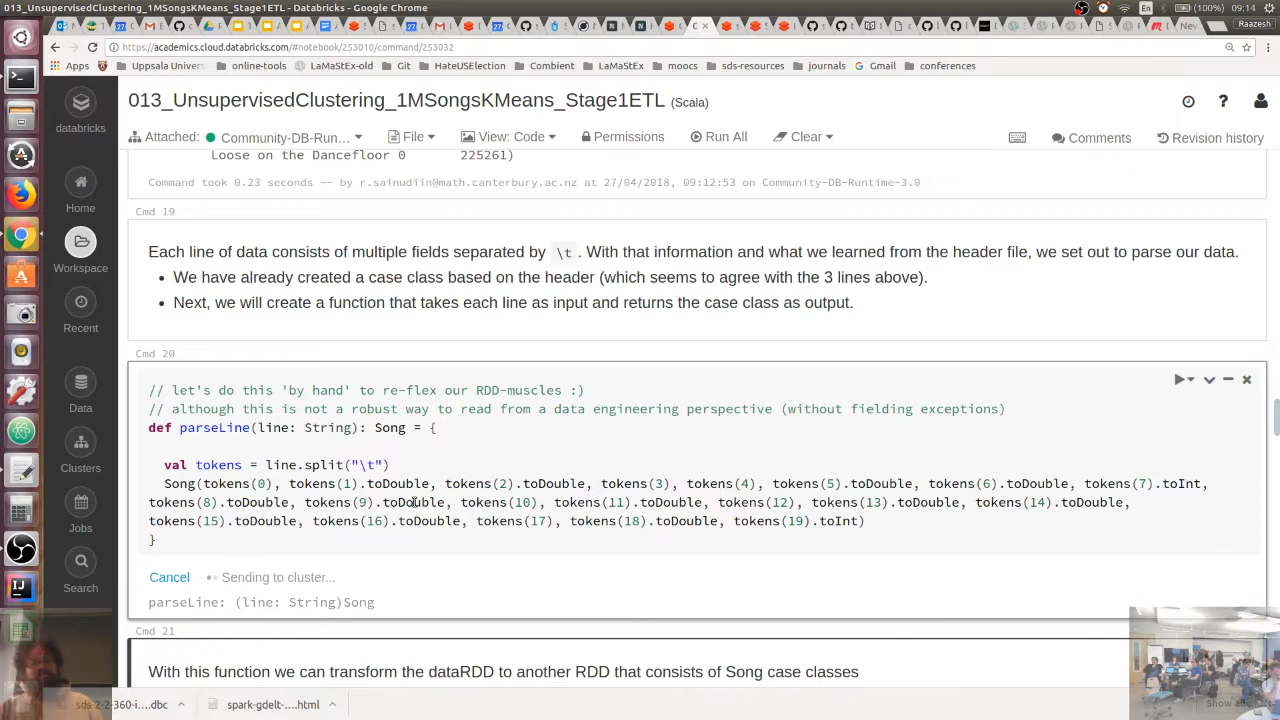 013_UnsupervisedClustering_1MSongsKMeans_Stage1ETL - Databricks - Google Chrome
En (100%) 09:14
Raazesh
https://academics.cloud.databricks.com/#notebook/253010/command/253032
Apps Uppsala Univers online-tools LaMaStEx-old Git HateUSElection Combient LaMaStEx moocs sds-resources journals Gmail conferences
013_UnsupervisedClustering_1MSongsKMeans_Stage1ETL (Scala)
databricks
Attached: Community-DB-Run... File View: Code Permissions Run All Clear Comments Revision history
Loose on the Dancefloor 0 225261)
Command took 0.23 seconds -- by r.sainudiin@math.canterbury.ac.nz at 27/04/2018, 09:12:53 on Community-DB-Runtime-3.0
Home
Workspace
Recent
Data
Clusters
Jobs
Search
Cmd 19
Each line of data consists of multiple fields separated by \t . With that information and what we learned from the header file, we set out to parse our data.
• We have already created a case class based on the header (which seems to agree with the 3 lines above).
• Next, we will create a function that takes each line as input and returns the case class as output.
Cmd 20
// let's do this 'by hand' to re-flex our RDD-muscles :)
// although this is not a robust way to read from a data engineering perspective (without fielding exceptions)
def parseLine(line: String): Song = {
val tokens = line.split("\t")
Song(tokens(0), tokens(1).toDouble, tokens(2).toDouble, tokens(3), tokens(4), tokens(5).toDouble, tokens(6).toDouble, tokens(7).toInt,
tokens(8).toDouble, tokens(9).toDouble, tokens(10), tokens(11).toDouble, tokens(12), tokens(13).toDouble, tokens(14).toDouble,
tokens(15).toDouble, tokens(16).toDouble, tokens(17), tokens(18).toDouble, tokens(19).toInt)
}
Cancel Sending to cluster...
parseLine: (line: String)Song
Cmd 21
With this function we can transform the dataRDD to another RDD that consists of Song case classes
sds-2-2-360-i....dbc spark-gdelt-....html Show all